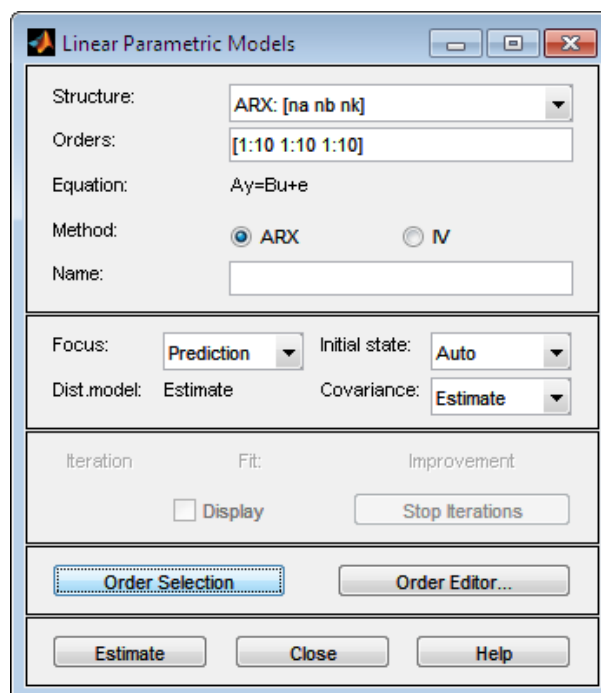 Linear Parametric Models
Structure: ARX: [na nb nk]
Orders: [1:10 1:10 1:10]
Equation: Ay=Bu+e
Method: ARX IV
Name:
Focus: Prediction Initial state: Auto
Dist.model: Estimate Covariance: Estimate
Iteration Fit: Improvement
Display Stop Iterations
Order Selection Order Editor...
Estimate Close Help